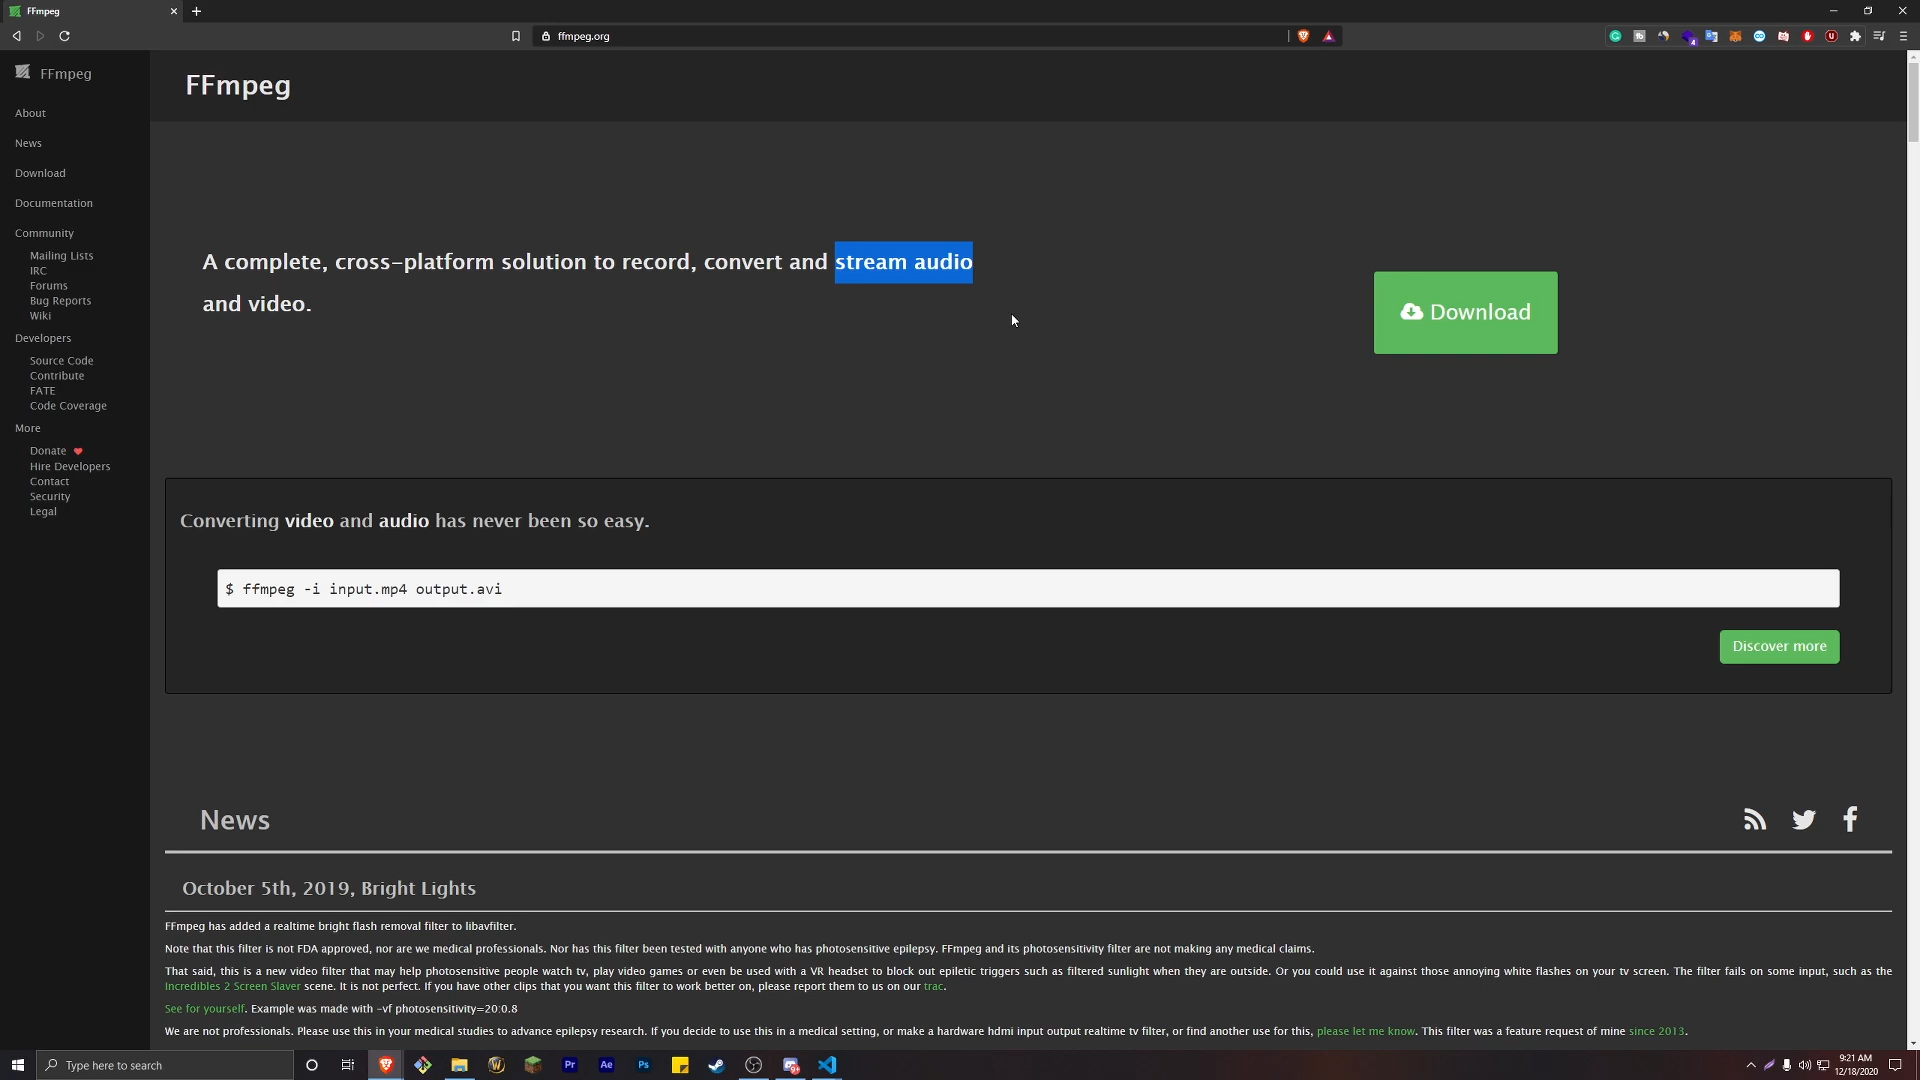 FFmpeg
ffmpeg.org
4
FFmpeg
About
News
Download
Documentation
Community
Mailing Lists
IRC
Forums
Bug Reports
Wiki
Developers
Source Code
Contribute
FATE
Code Coverage
More
Donate
Hire Developers
Contact
Security
Legal
FFmpeg
A complete, cross-platform solution to record, convert and stream audio
and video.
Download
Converting video and audio has never been so easy.
$ ffmpeg -i input.mp4 output.avi
Discover more
News
October 5th, 2019, Bright Lights
FFmpeg has added a realtime bright flash removal filter to libavfilter.
Note that this filter is not FDA approved, nor are we medical professionals. Nor has this filter been tested with anyone who has photosensitive epilepsy. FFmpeg and its photosensitivity filter are not making any medical claims.
That said, this is a new video filter that may help photosensitive people watch tv, play video games or even be used with a VR headset to block out epiletic triggers such as filtered sunlight when they are outside. Or you could use it against those annoying white flashes on your tv screen. The filter fails on some input, such as the
Incredibles 2 Screen Slaver scene. It is not perfect. If you have other clips that you want this filter to work better on, please report them to us on our trac.
See for yourself. Example was made with -vf photosensitivity=20:0.8
We are not professionals. Please use this in your medical studies to advance epilepsy research. If you decide to use this in a medical setting, or make a hardware hdmi input output realtime tv filter, or find another use for this, please let me know. This filter was a feature request of mine since 2013.
Type here to search
Pr
Ae
Ps
9:21 AM
12/18/2020